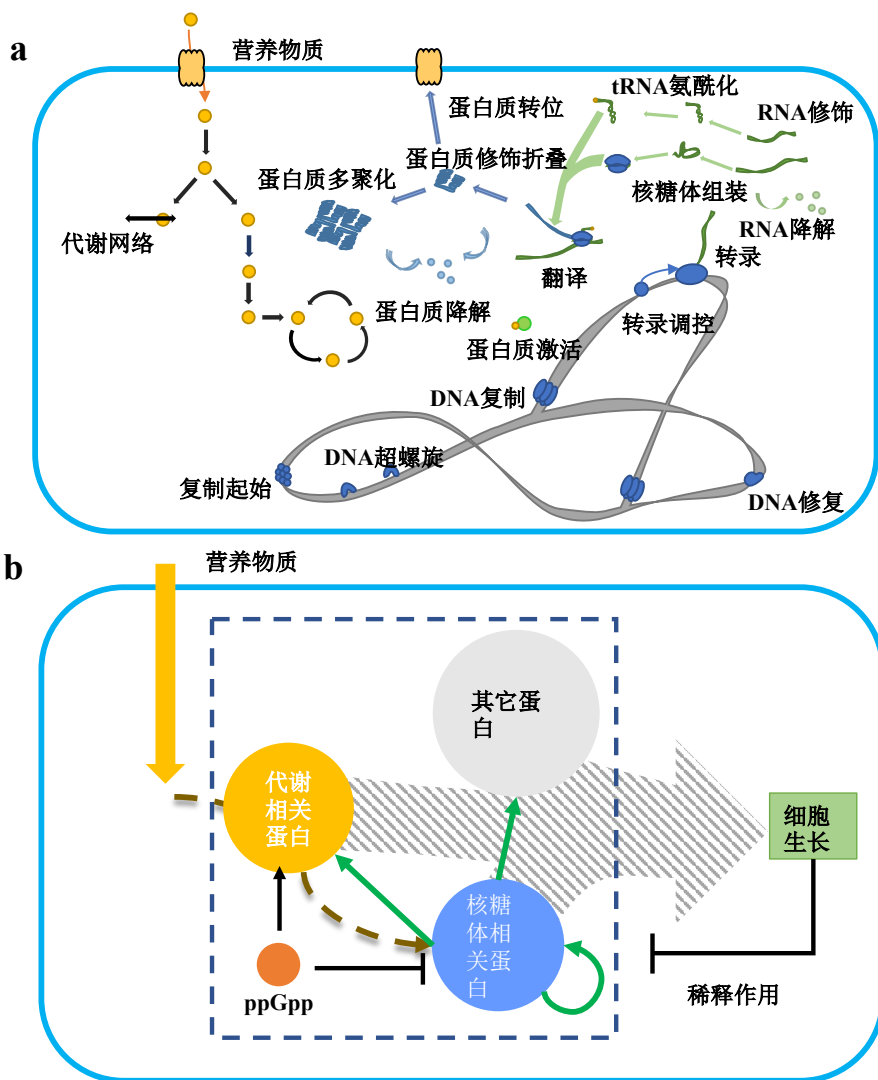 a
营养物质
tRNA氨酰化
蛋白质转位
RNA修饰
蛋白质修饰折叠
蛋白质多聚化
核糖体组装
RNA降解
代谢网络
翻译
转录
蛋白质降解
转录调控
蛋白质激活
DNA复制
DNA超螺旋
复制起始
DNA修复
b
营养物质
其它蛋
白
代谢
相关
蛋白
细胞
生长
核糖
体相
关蛋
白
ppGpp
稀释作用